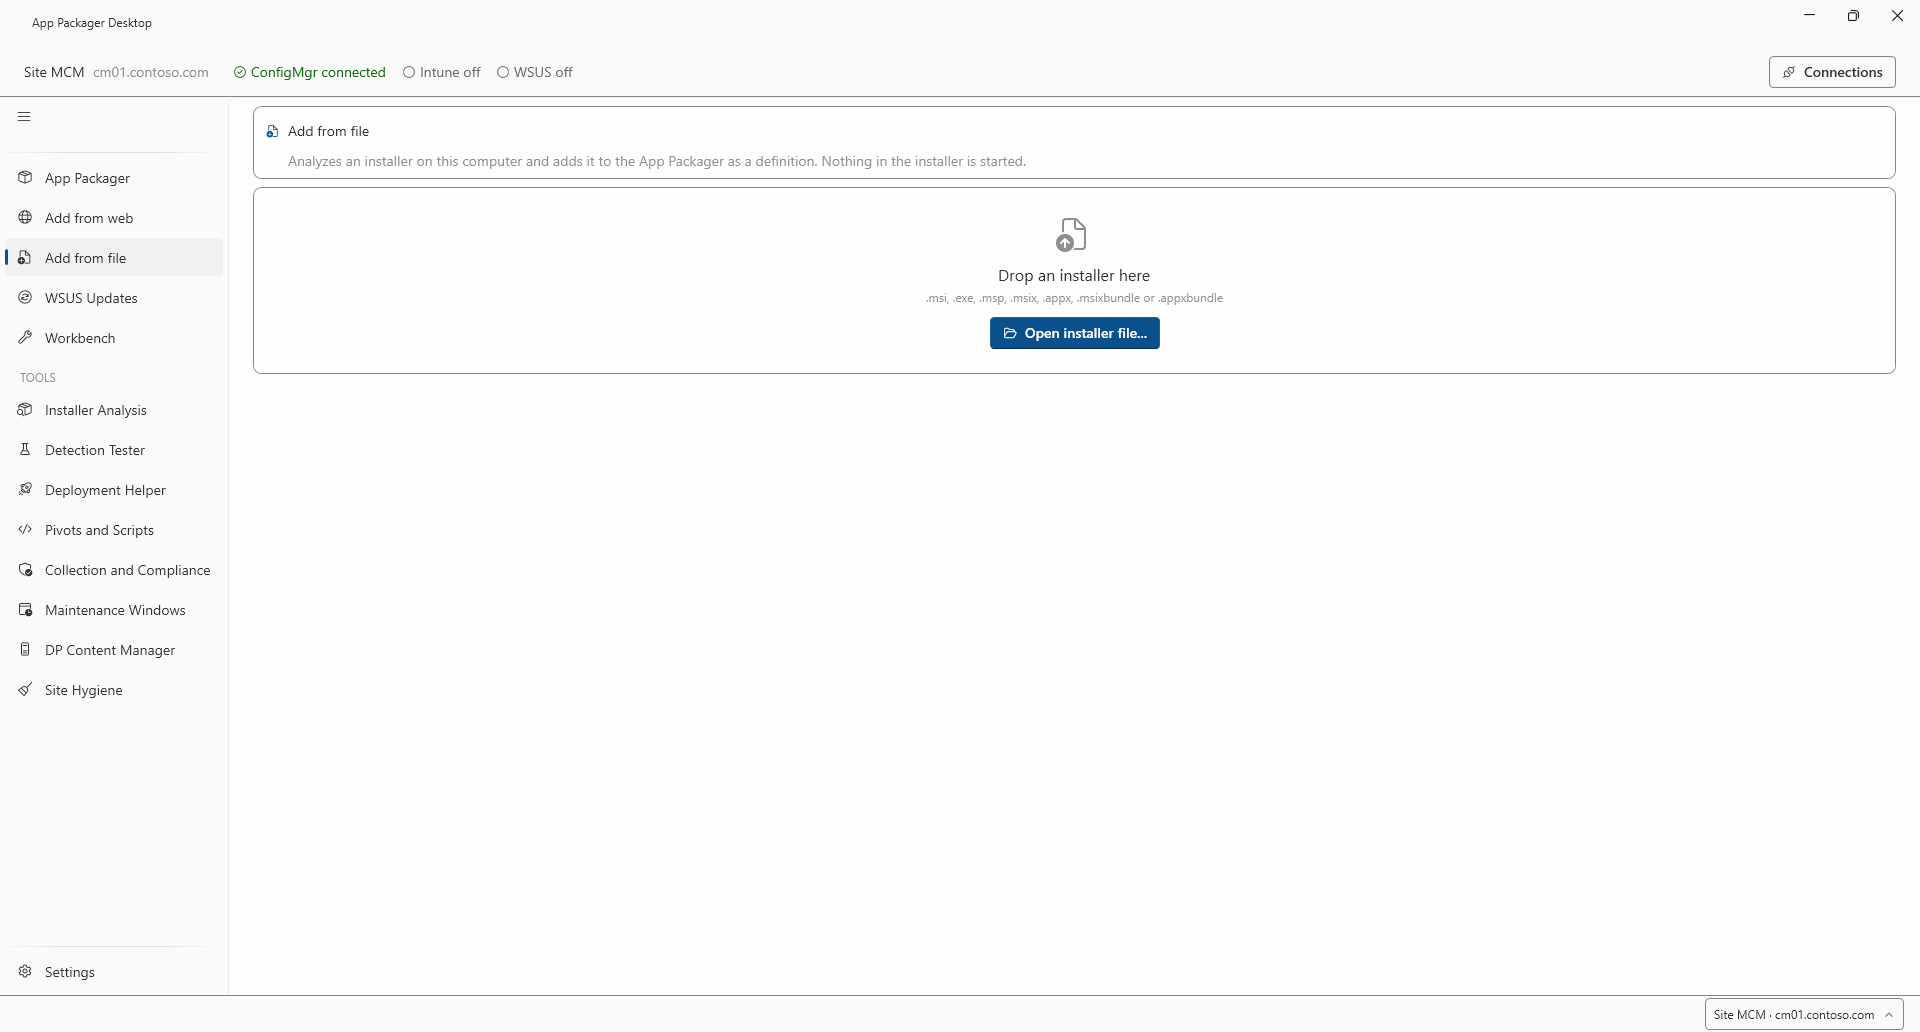 App Packager Desktop
Site MCM cm01.contoso.com ConfigMgr connected Intune off WSUS off Connections
Add from file
Analyzes an installer on this computer and adds it to the App Packager as a definition. Nothing in the installer is started.
App Packager
Add from web
Add from file
WSUS Updates
Workbench
TOOLS
Installer Analysis
Detection Tester
Deployment Helper
Pivots and Scripts
Collection and Compliance
Maintenance Windows
DP Content Manager
Site Hygiene
Settings
Drop an installer here
.msi, .exe, .msp, .msix, .appx, .msixbundle or .appxbundle
Open installer file...
Site MCM · cm01.contoso.com